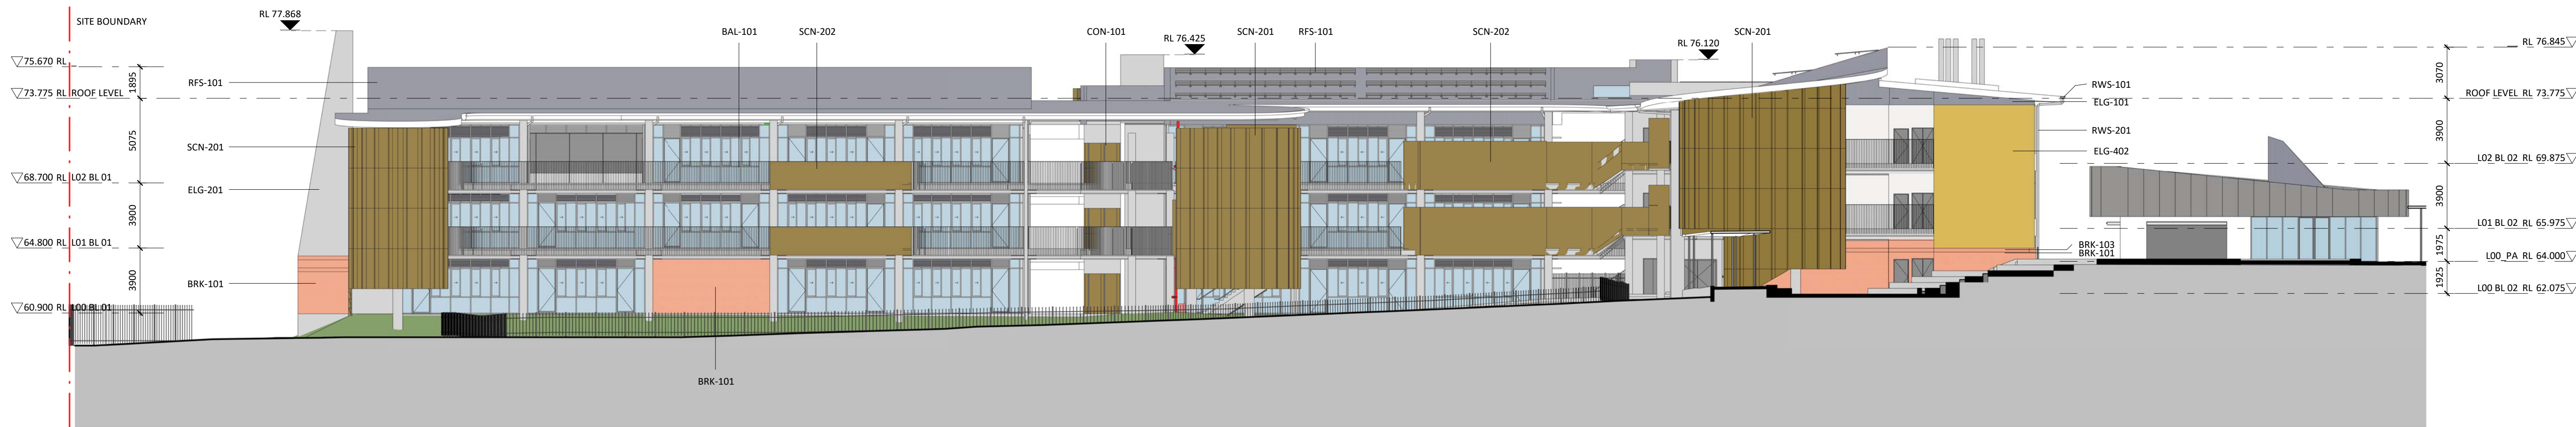 SITE BOUNDARY
RL 77.868
BAL-101
SCN-202
CON-101
RL 76.425
SCN-201
RFS-101
SCN-202
RL 76.120
SCN-201
RL 76.845
75.670 RL
1895
3070
RFS-101
RWS-101
73.775 RL ROOF LEVEL
ROOF LEVEL RL 73.775
ELG-101
5075
3900
RWS-201
SCN-201
ELG-402
L02 BL 02 RL 69.875
68.700 RL L02 BL 01
ELG-201
3900
3900
L01 BL 02 RL 65.975
64.800 RL L01 BL 01
BRK-103
BRK-101
1975
L00_PA RL 64.000
3900
BRK-101
1925
L00 BL 02 RL 62.075
60.900 RL L00 BL 01
BRK-101